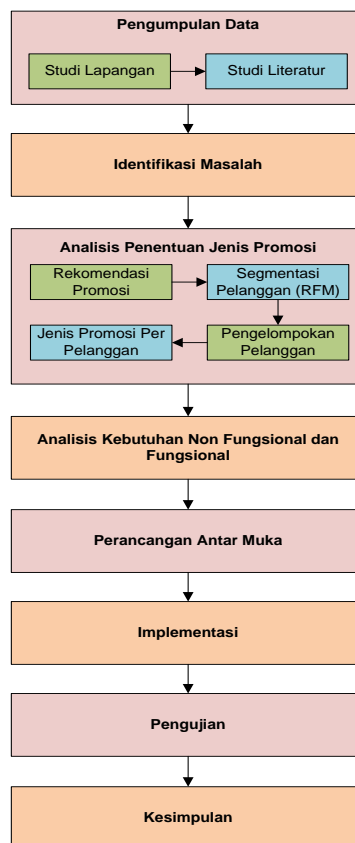 Pengumpulan Data
Studi Lapangan
Studi Literatur
Identifikasi Masalah
Analisis Penentuan Jenis Promosi
Rekomendasi
Promosi
Segmentasi
Pelanggan (RFM)
Jenis Promosi Per
Pelanggan
Pengelompokan
Pelanggan
Analisis Kebutuhan Non Fungsional dan
Fungsional
Perancangan Antar Muka
Implementasi
Pengujian
Kesimpulan